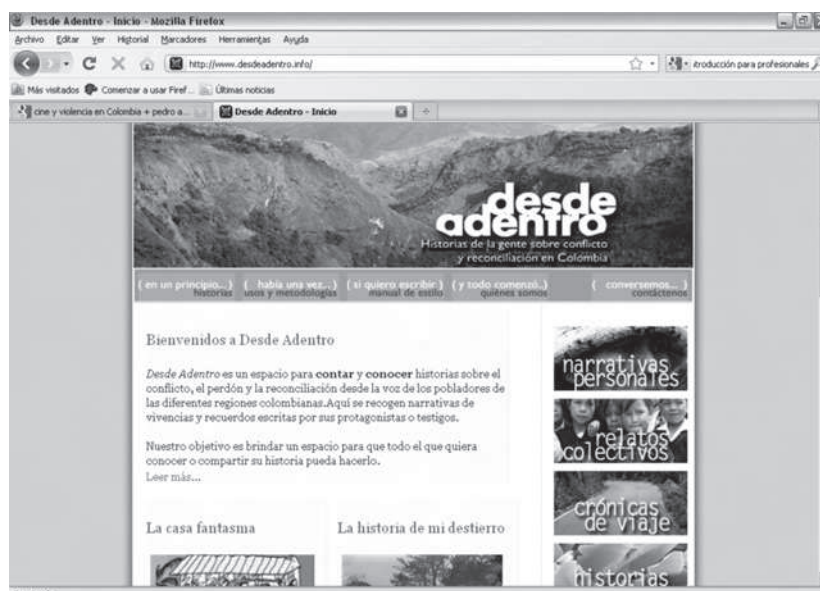 Desde Adentro - Inicio - Mozilla Firefox
Archivo Editar Ver Historial Marcadores Herramientas Ayuda
http://www.desdeadentro.info/
itroducción para profesionales
Más visitados Comenzar a usar Firef... Últimas noticias
cine y violencia en Colombia + pedro a...
Desde Adentro - Inicio
desde
adentro
Historias de la gente sobre conflicto
y reconciliación en Colombia
( en un principio... ) ( había una vez... ) ( si quiero escribir ) ( y todo comenzó..) ( conversemos... )
historias usos y metodologías manual de estilo quiénes somos contáctenos
Bienvenidos a Desde Adentro
Desde Adentro es un espacio para contar y conocer historias sobre el
conflicto, el perdón y la reconciliación desde la voz de los pobladores de
las diferentes regiones colombianas.Aquí se recogen narrativas de
vivencias y recuerdos escritas por sus protagonistas o testigos.
Nuestro objetivo es brindar un espacio para que todo el que quiera
conocer o compartir su historia pueda hacerlo.
Leer más...
La casa fantasma
La historia de mi destierro
narrativas
personales
relatos
colectivos
crónicas
de viaje
historias